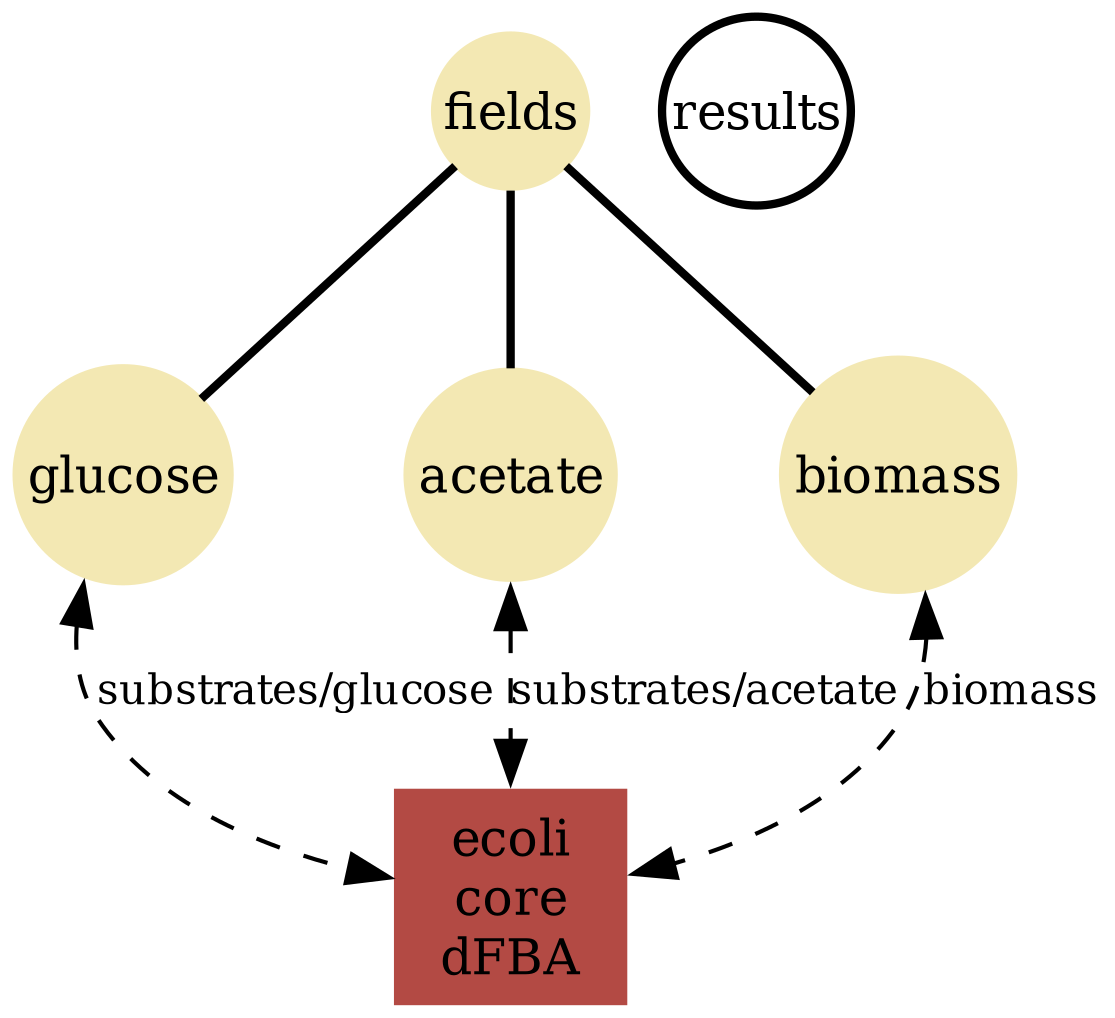 fields
results
glucose
acetate
biomass
substrates/glucose
substrates/acetate
biomass
ecoli
core
dFBA